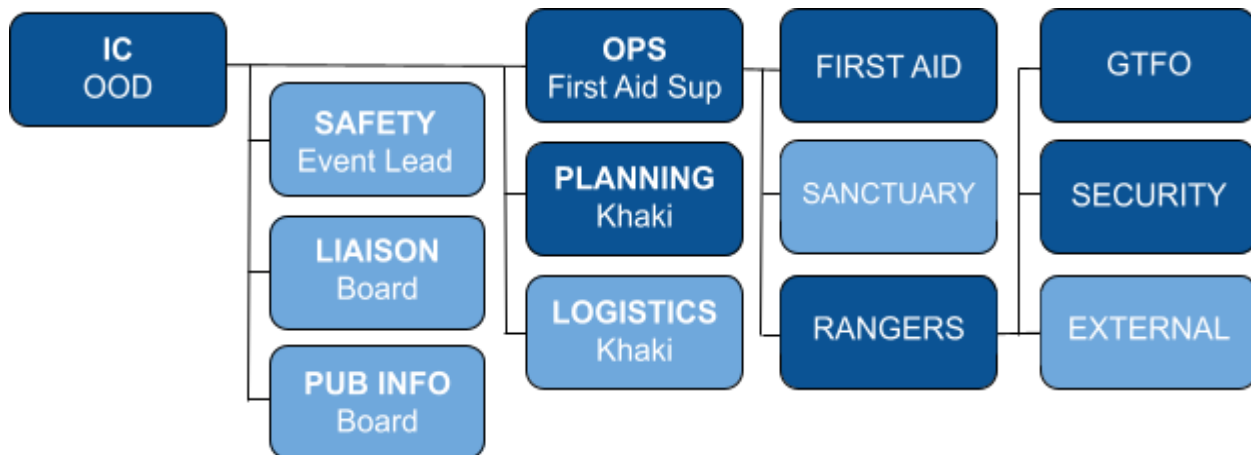 IC
OOD
SAFETY
Event Lead
LIAISON
Board
PUB INFO
Board
OPS
First Aid Sup
PLANNING
Khaki
LOGISTICS
Khaki
FIRST AID
SANCTUARY
RANGERS
GTFO
SECURITY
EXTERNAL